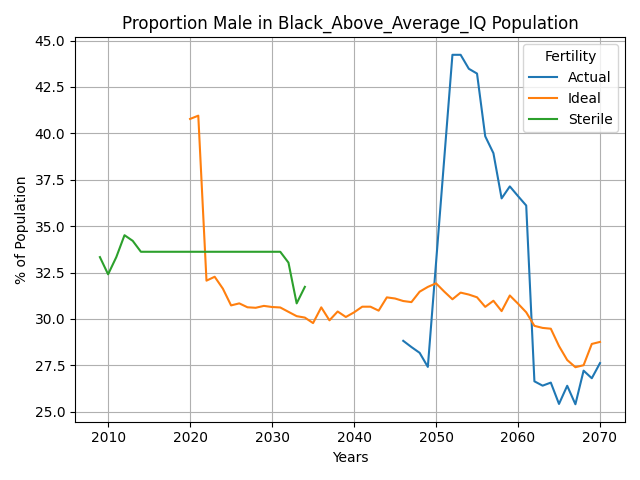 Proportion Male in Black_Above_Average_IQ Population
45.0
42.5
40.0
37.5
35.0
32.5
30.0
27.5
25.0
% of Population
Fertility
Actual
Ideal
Sterile
2010 2020 2030 2040 2050 2060 2070
Years